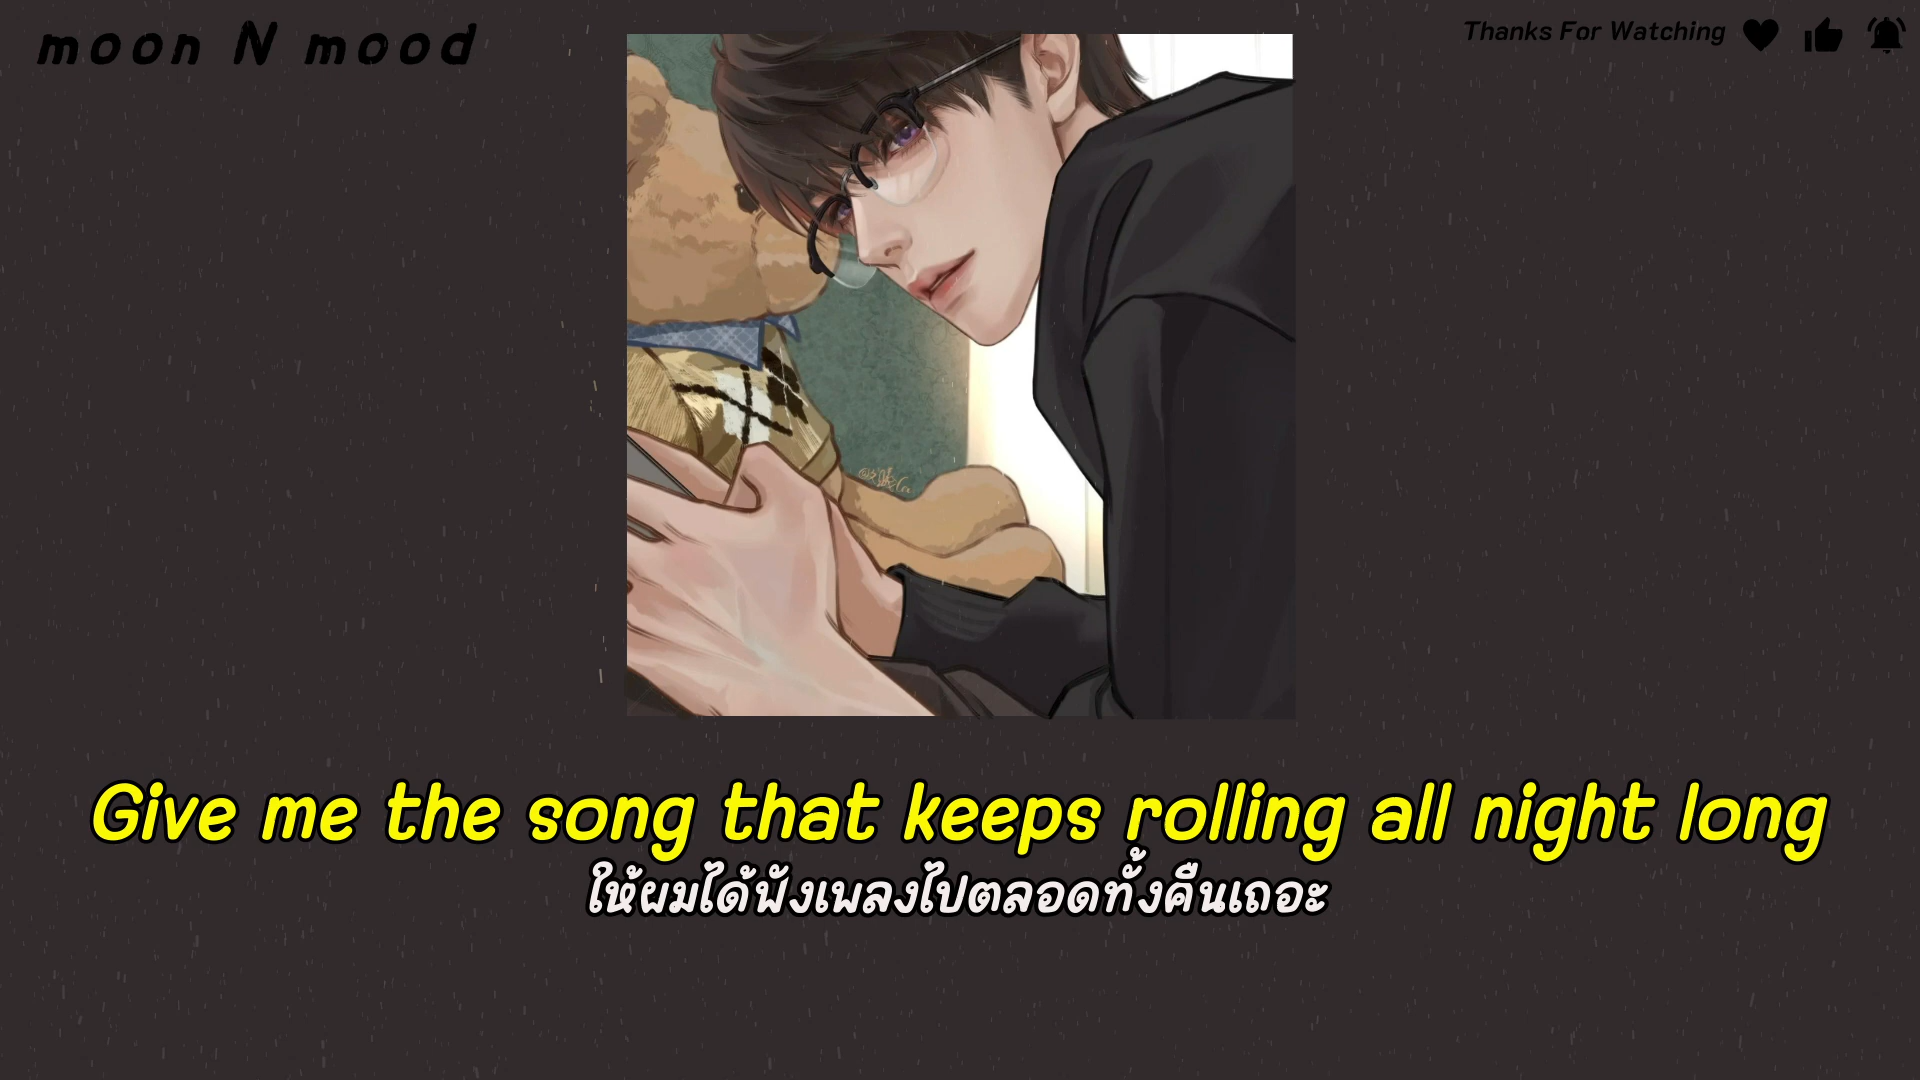 moon N mood
Thanks For Watching
Give me the song that keeps rolling all night long
ให้ผมได้ฟังเพลงไปตลอดทั้งคืนเถอะ